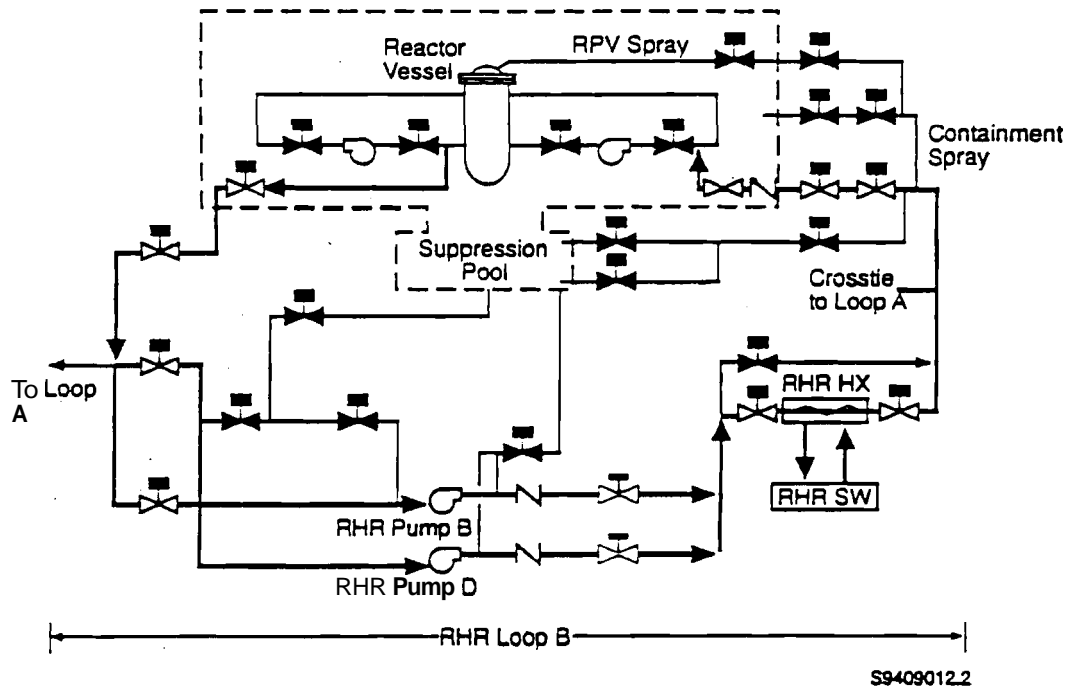 Reactor
Vessel
RPV Spray
Containment
Spray
Suppression
Pool
Crosstie
to Loop A
To Loop
A
RHR HX
RHR SW
RHR Pump B
RHR Pump D
RHR Loop B
S9409012.2